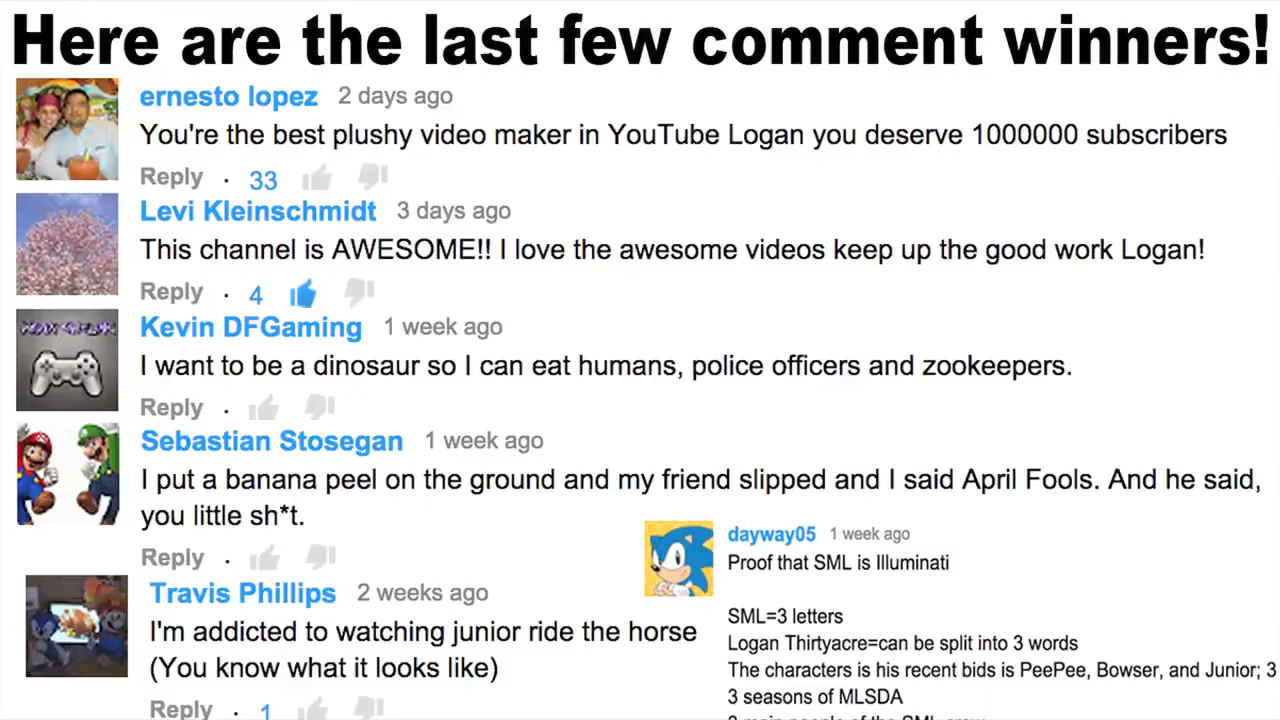 Here are the last few comment winners!
ernesto lopez 2 days ago
You're the best plushy video maker in YouTube Logan you deserve 1000000 subscribers
Reply · 33
Levi Kleinschmidt 3 days ago
This channel is AWESOME!! I love the awesome videos keep up the good work Logan!
Reply · 4
Kevin DFGaming 1 week ago
I want to be a dinosaur so I can eat humans, police officers and zookeepers.
Reply ·
Sebastian Stosegan 1 week ago
I put a banana peel on the ground and my friend slipped and I said April Fools. And he said,
you little sh*t.
Reply ·
Travis Phillips 2 weeks ago
I'm addicted to watching junior ride the horse
(You know what it looks like)
Reply · 1
dayway05 1 week ago
Proof that SML is Illuminati
SML=3 letters
Logan Thirtyacre=can be split into 3 words
The characters is his recent bids is PeePee, Bowser, and Junior; 3
3 seasons of MLSDA